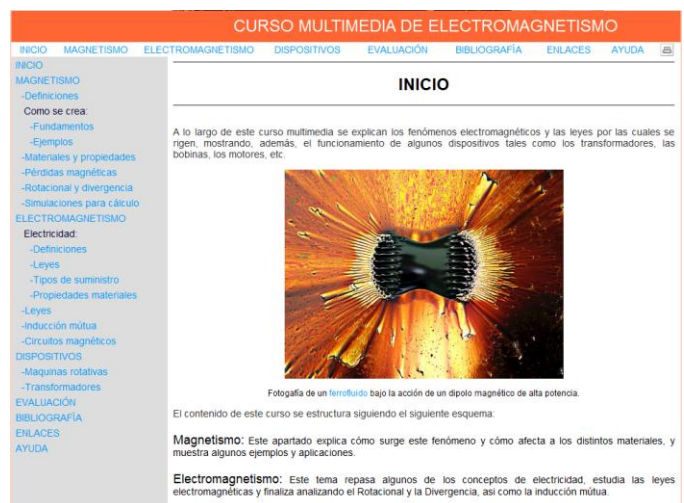 CURSO MULTIMEDIA DE ELECTROMAGNETISMO
INICIO MAGNETISMO ELECTROMAGNETISMO DISPOSITIVOS EVALUACIÓN BIBLIOGRAFÍA ENLACES AYUDA
INICIO
MAGNETISMO
-Definiciones
Como se crea:
-Fundamentos
-Ejemplos
-Materiales y propiedades
-Pérdidas magnéticas
-Rotacional y divergencia
-Simulaciones para cálculo
ELECTROMAGNETISMO
Electricidad:
-Definiciones
-Leyes
-Tipos de suministro
-Propiedades materiales
-Leyes
-Inducción mútua
-Circuitos magnéticos
DISPOSITIVOS
-Maquinas rotativas
-Transformadores
EVALUACIÓN
BIBLIOGRAFÍA
ENLACES
AYUDA
INICIO
A lo largo de este curso multimedia se explican los fenómenos electromagnéticos y las leyes por las cuales se
rigen, mostrando, además, el funcionamiento de algunos dispositivos tales como los transformadores, las
bobinas, los motores, etc.
Fotogafía de un ferrofluido bajo la acción de un dipolo magnético de alta potencia.
El contenido de este curso se estructura siguiendo el siguiente esquema:
Magnetismo: Este apartado explica cómo surge este fenómeno y cómo afecta a los distintos materiales, y
muestra algunos ejemplos y aplicaciones.
Electromagnetismo: Este tema repasa algunos de los conceptos de electricidad, estudia las leyes
electromagnéticas y finaliza analizando el Rotacional y la Divergencia, asi como la inducción mútua.